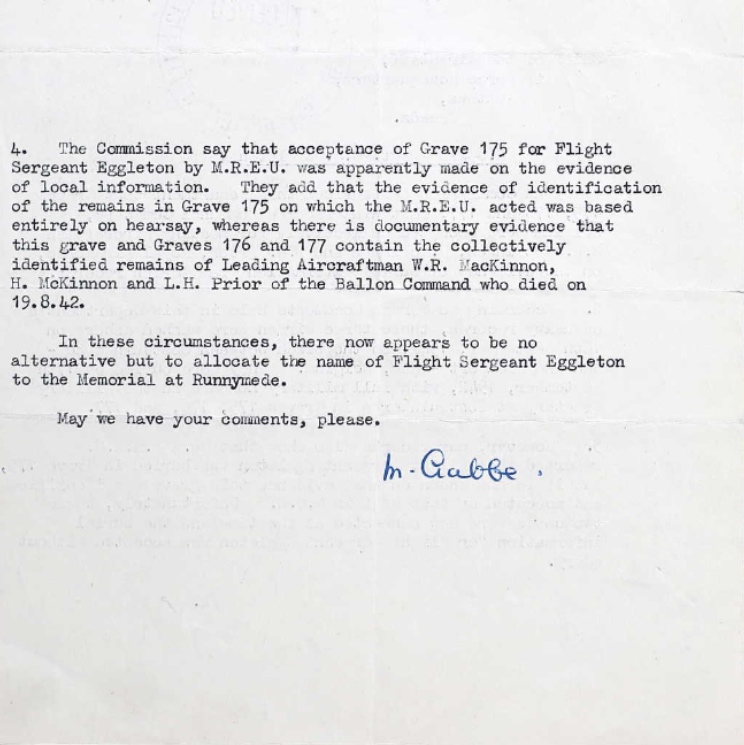 4. The Commission say that acceptance of Grave 175 for Flight
Sergeant Eggleton by M.R.E.U. was apparently made on the evidence
of local information. They add that the evidence of identification
of the remains in Grave 175 on which the M.R.E.U. acted was based
entirely on hearsay, whereas there is documentary evidence that
this grave and Graves 176 and 177 contain the collectively
identified remains of Leading Aircraftman W.R. MacKinnon,
H. McKinnon and L.H. Prior of the Ballon Command who died on
19.8.42.
In these circumstances, there now appears to be no
alternative but to allocate the name of Flight Sergeant Eggleton
to the Memorial at Runnymede.
May we have your comments, please.
M. Gabbe.